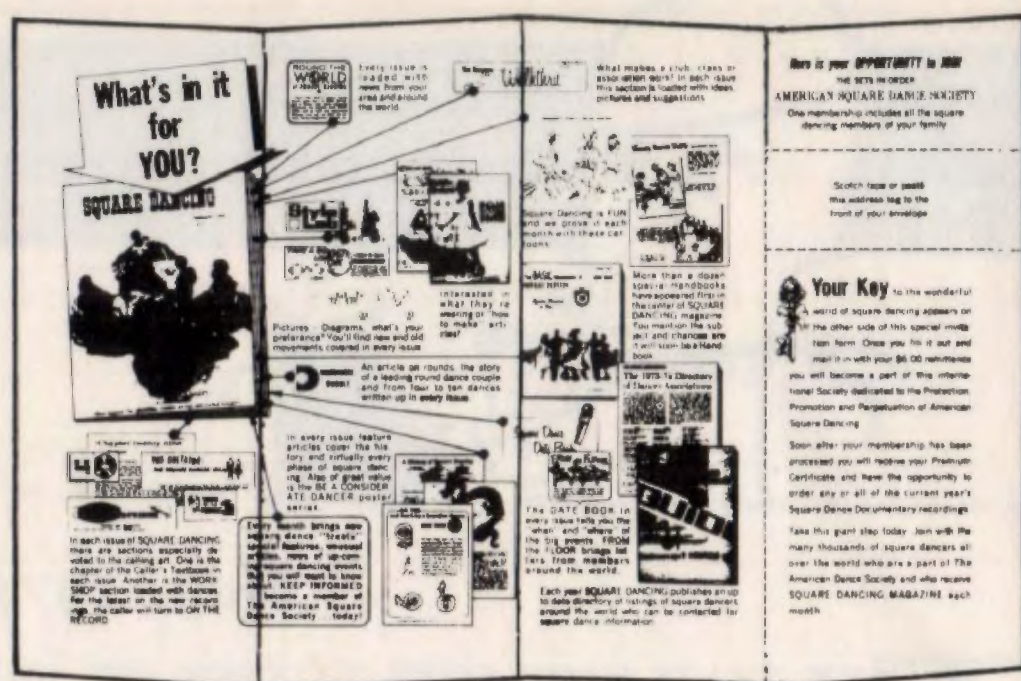 What's in it
for
YOU?
SQUARE DANCING
ROUND THE
WORLD
Every issue is
loaded with
news from your
area and around
the world.
Walkthru
What makes a club, class or
association work? In each issue
this section is loaded with ideas,
pictures and suggestions
Square Dancing is FUN
and we prove it each
month with these car
toons
Interested in
what they re
wearing or "how
to make" arti-
cles?
Pictures - Diagrams, what's your
preference? You'll find new and old
movements covered in every issue
An article on rounds, the story
of a leading round dance couple
and from four to ten dances
written up in every issue
More than a dozen
special Handbooks
have appeared first in
the center of SQUARE
DANCING magazine
You mention the sub
ject and chances are
it will soon be a Hand
book
BASIC
The 1973-74 Directory
In every issue feature
articles cover the his
tory and virtually every
phase of square danc
ing. Also of great value
is the BE A CONSIDER
ATE DANCER poster
series.
Square Dance
Date Book
The DATE BOOK in
every issue tells you the
"when" and "where" of
the big events. FROM
the FLOOR brings let
ters from members
around the world.
In each issue of SQUARE DANCING
there are sections especially de
voted to the calling art. One is the
chapter of the Caller's Textbook in
each issue. Another is the WORK
SHOP section loaded with dances
For the latest on the new record
ings, the caller will turn to ON THE
RECORD
Every month brings new
square dance "treats"
special features, unusual
news of up-com
ing square dancing events
that you will want to know
about. KEEP INFORMED
become a member of
The American Square
Dance Society . . . today!
Each year SQUARE DANCING publishes an up
to date directory of listings of square dancers
around the world who can be contacted for
square dance information
Here is your OPPORTUNITY to JOIN
THE SETS IN ORDER
AMERICAN SQUARE DANCE SOCIETY
One membership includes all the square
dancing members of your family
Scotch tape or paste
this address tag to the
front of your envelope
Your Key to the wonderful
world of square dancing appears on
the other side of this special invita
tion form. Once you fill it out and
mail it in with your $6.00 remittance
you will become a part of this interna
tional Society dedicated to the Protection
Promotion and Perpetuation of American
Square Dancing
Soon after your membership has been
processed you will receive your Premium
Certificate and have the opportunity to
order any or all of the current year's
Square Dance Documentary recordings
Take this giant step today. Join with the
many thousands of square dancers all
over the world who are a part of The
American Dance Society and who receive
SQUARE DANCING MAGAZINE each
month